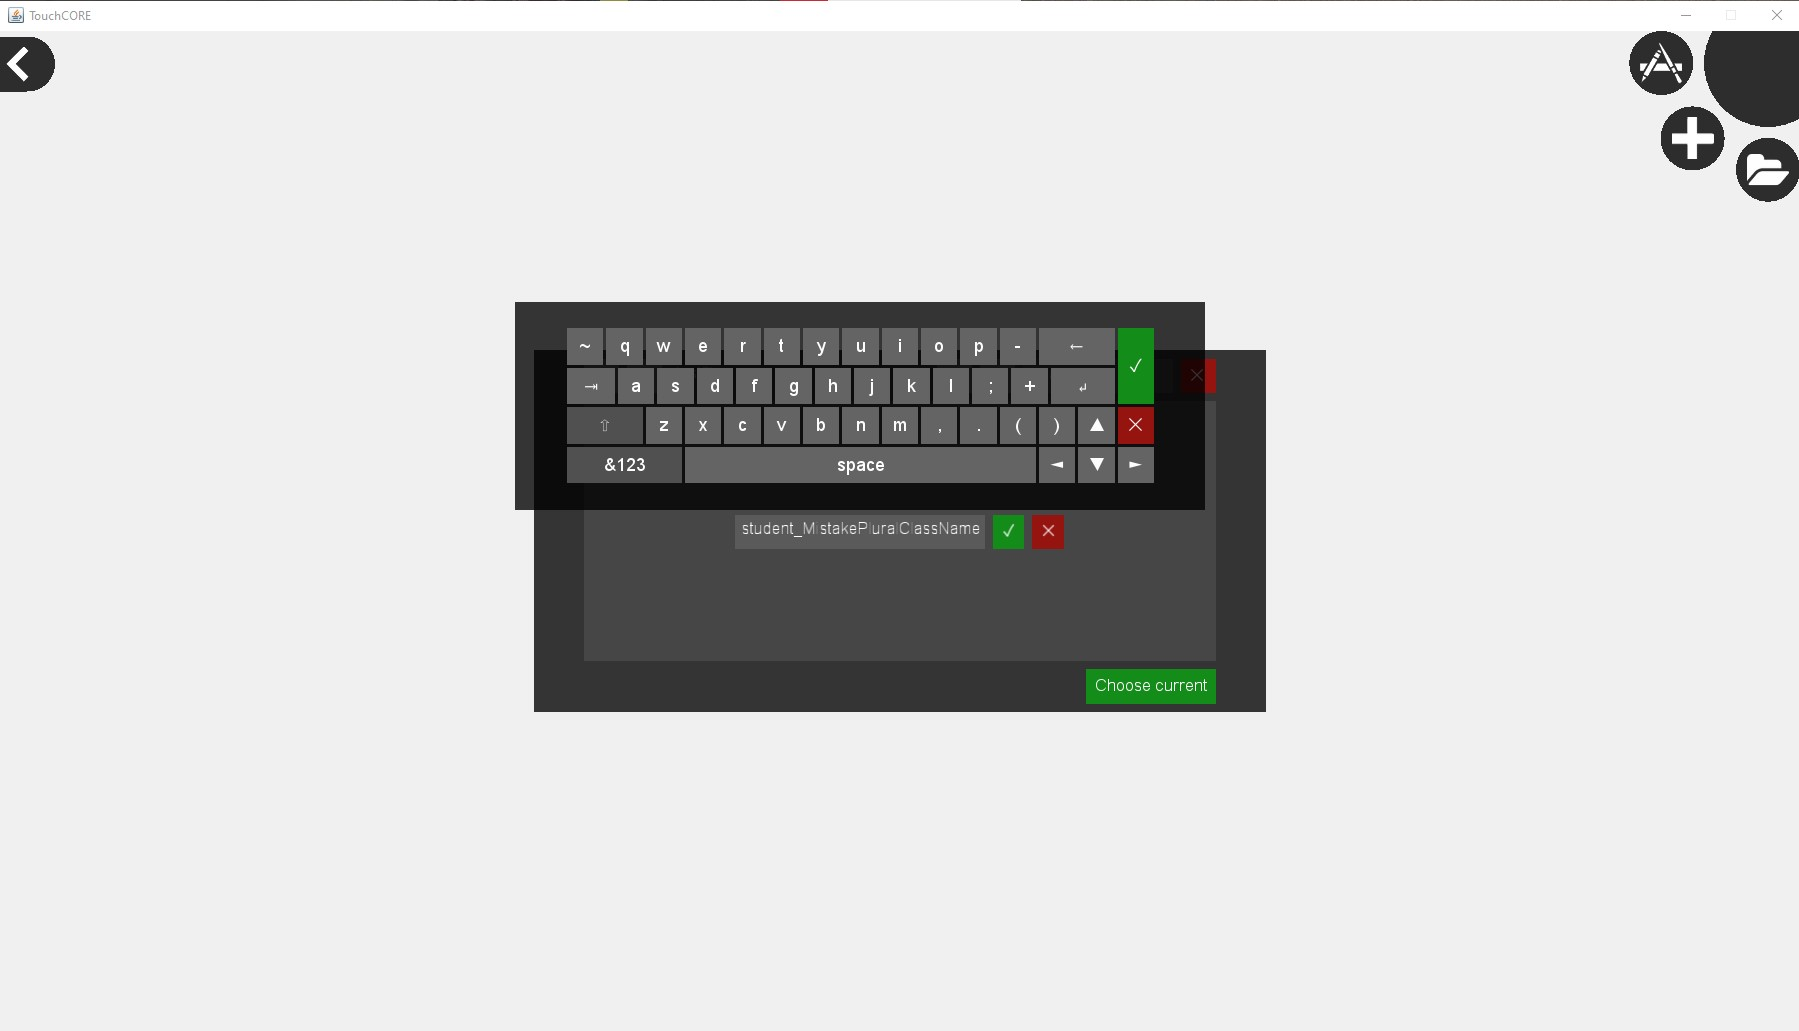 TouchCORE
~ q w e r t y u i o p - ←
⇥ a s d f g h j k l ; + ↲
⇧ z x c v b n m , . ( ) ▲
&123 space ◄ ▼ ►
student_MistakePluralClassName
Choose current